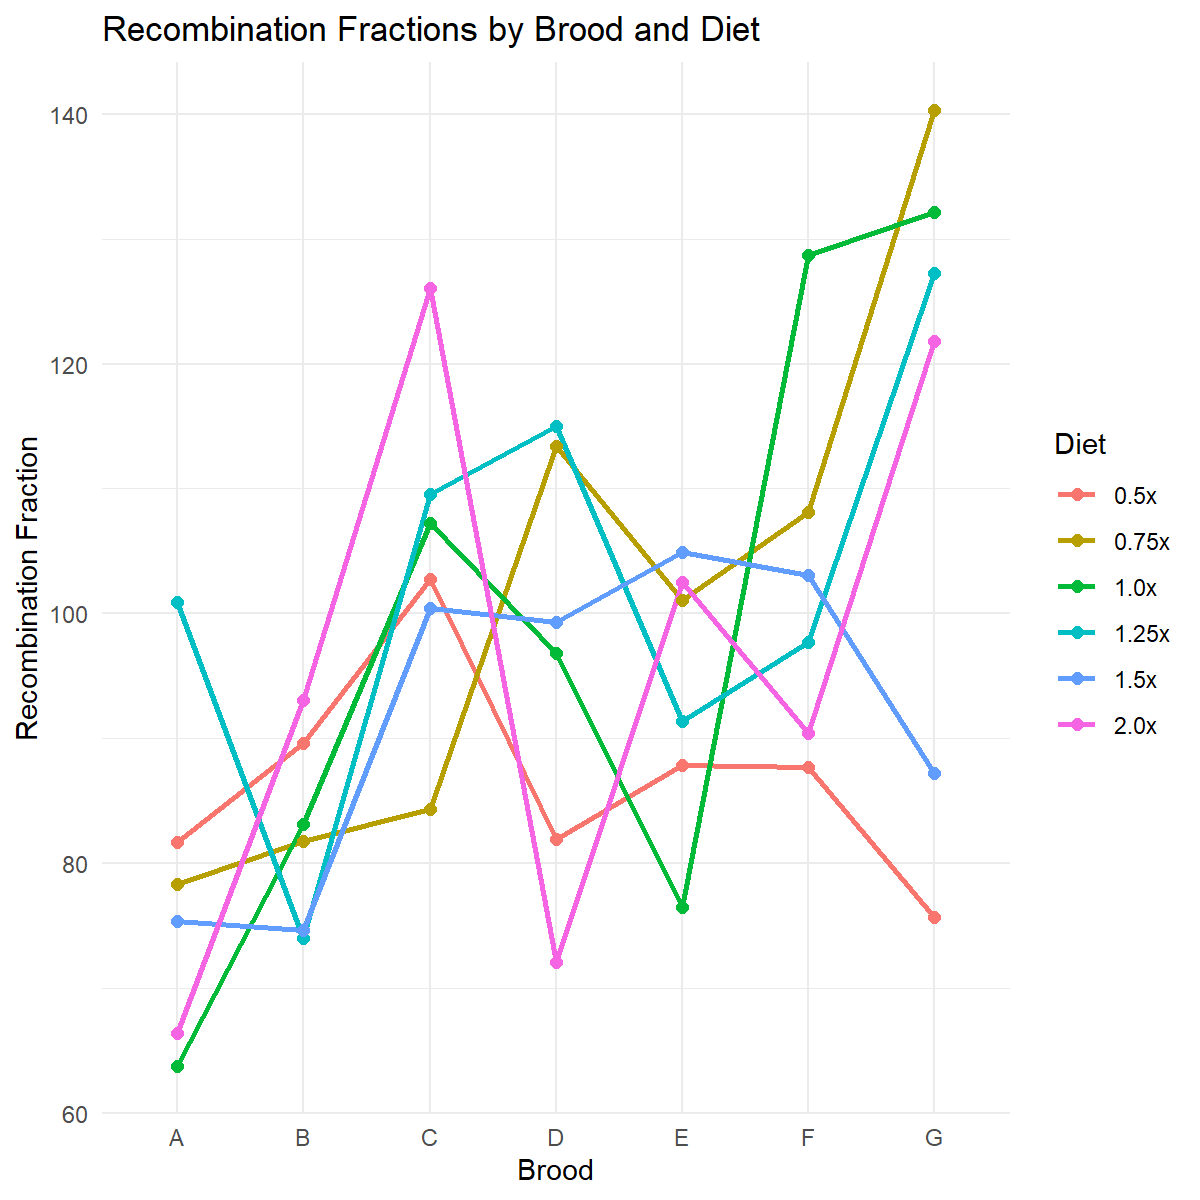 Recombination Fractions by Brood and Diet
Recombination Fraction
140
120
100
80
60
A B C D E F G
Brood
Diet
0.5x
0.75x
1.0x
1.25x
1.5x
2.0x